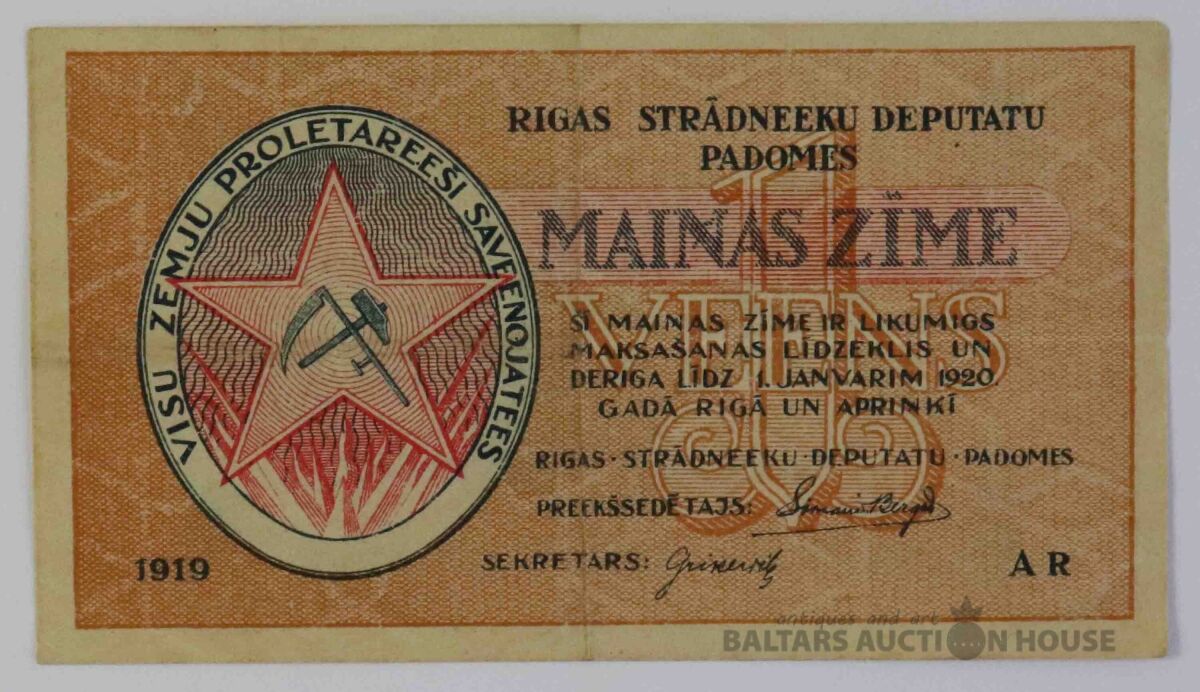 VISU ZEMJU PROLETAREEŠI SAVEENOJATEES
RIGAS STRĀDNEEKU DEPUTATU
PADOMES
MAIŅAS ZĪME
1
VEENS
ŠI MAIŅAS ZĪME IR LIKUMIGS
MAKSAŠANAS LĪDZEKLIS UN
DERIGA LĪDZ 1. JANVARIM 1920.
GADĀ RIGĀ UN APRINĶĪ
RIGAS · STRĀDNEEKU · DEPUTATU · PADOMES
PREEKŠSEDĒTAJS:
SEKRETARS:
1919
AR
antiques and art
BALTARS AUCTION HOUSE